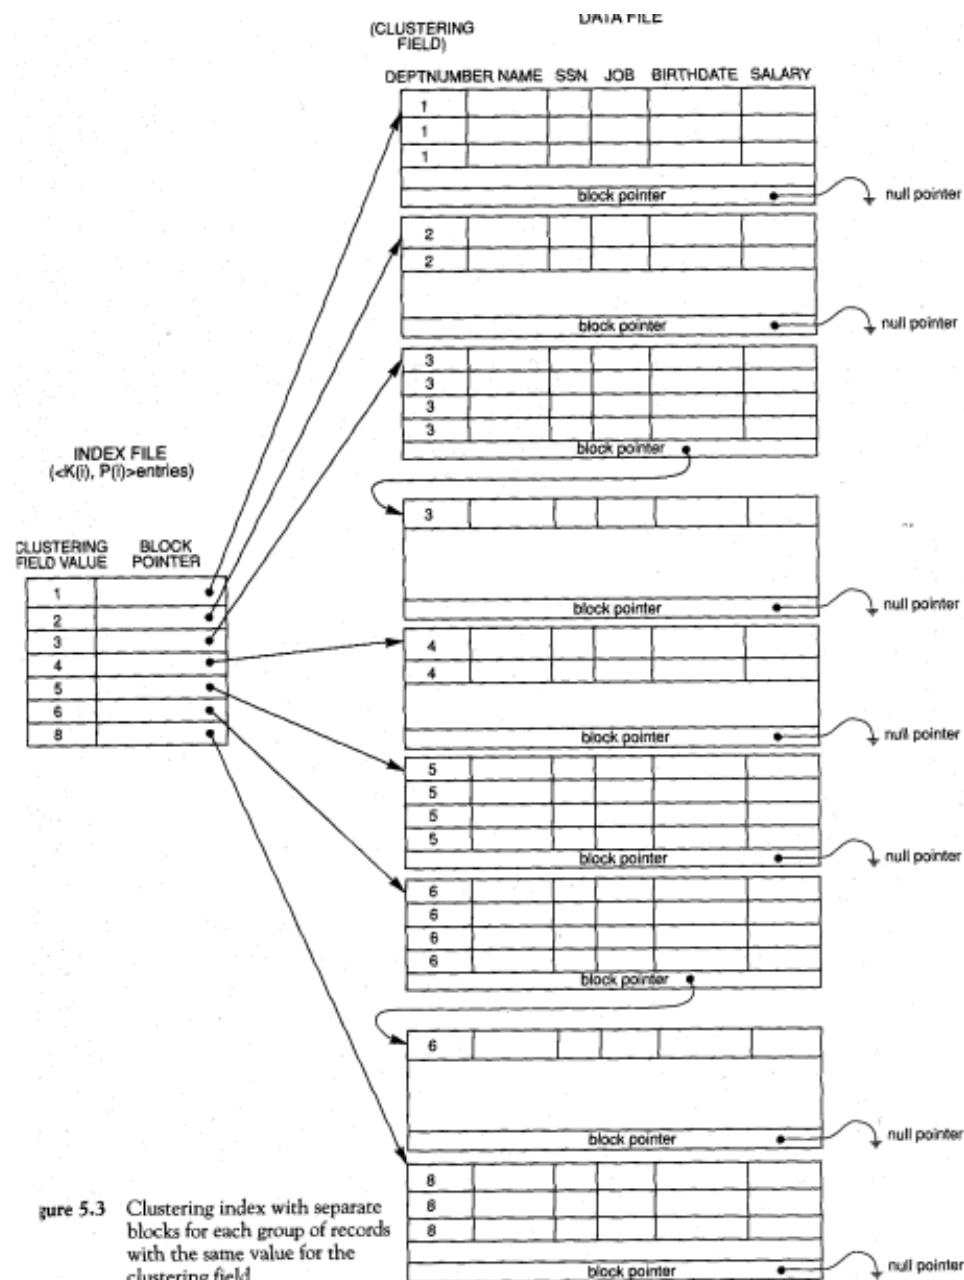 DATA FILE
(CLUSTERING
FIELD)
DEPTNUMBER NAME SSN JOB BIRTHDATE SALARY
1
1
1
block pointer null pointer
2
2
block pointer null pointer
3
3
3
3
block pointer
INDEX FILE
(<K(i), P(i)>entries)
3
block pointer null pointer
CLUSTERING BLOCK
FIELD VALUE POINTER
1
2
3
4
5
6
8
4
4
block pointer null pointer
5
5
5
5
block pointer null pointer
6
6
6
6
block pointer
6
block pointer null pointer
8
8
8
block pointer null pointer
gure 5.3 Clustering index with separate
blocks for each group of records
with the same value for the
clustering field